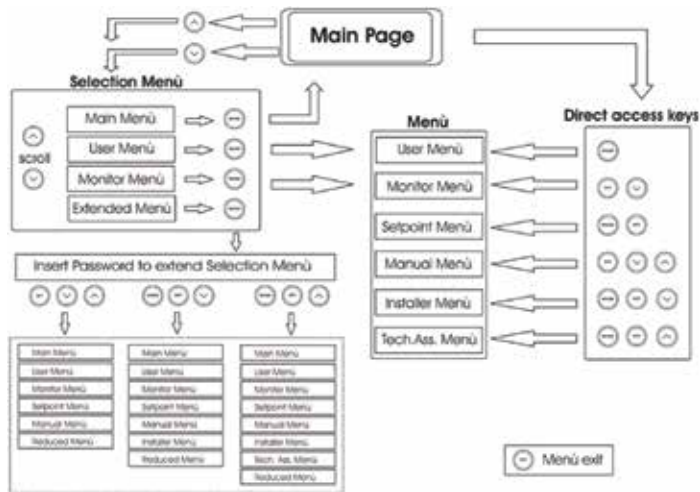 Main Page
Selection Menù
Main Menù
User Menù
Monitor Menù
Extended Menù
scroll
Menù
User Menù
Monitor Menù
Setpoint Menù
Manual Menù
Installer Menù
Tech.Ass. Menù
Direct access keys
Insert Password to extend Selection Menù
Main Menù
User Menù
Monitor Menù
Setpoint Menù
Manual Menù
Reduced Menù
Main Menù
User Menù
Monitor Menù
Setpoint Menù
Manual Menù
Installer Menù
Reduced Menù
Main Menù
User Menù
Monitor Menù
Setpoint Menù
Manual Menù
Installer Menù
Tech. Ass. Menù
Reduced Menù
Menù exit